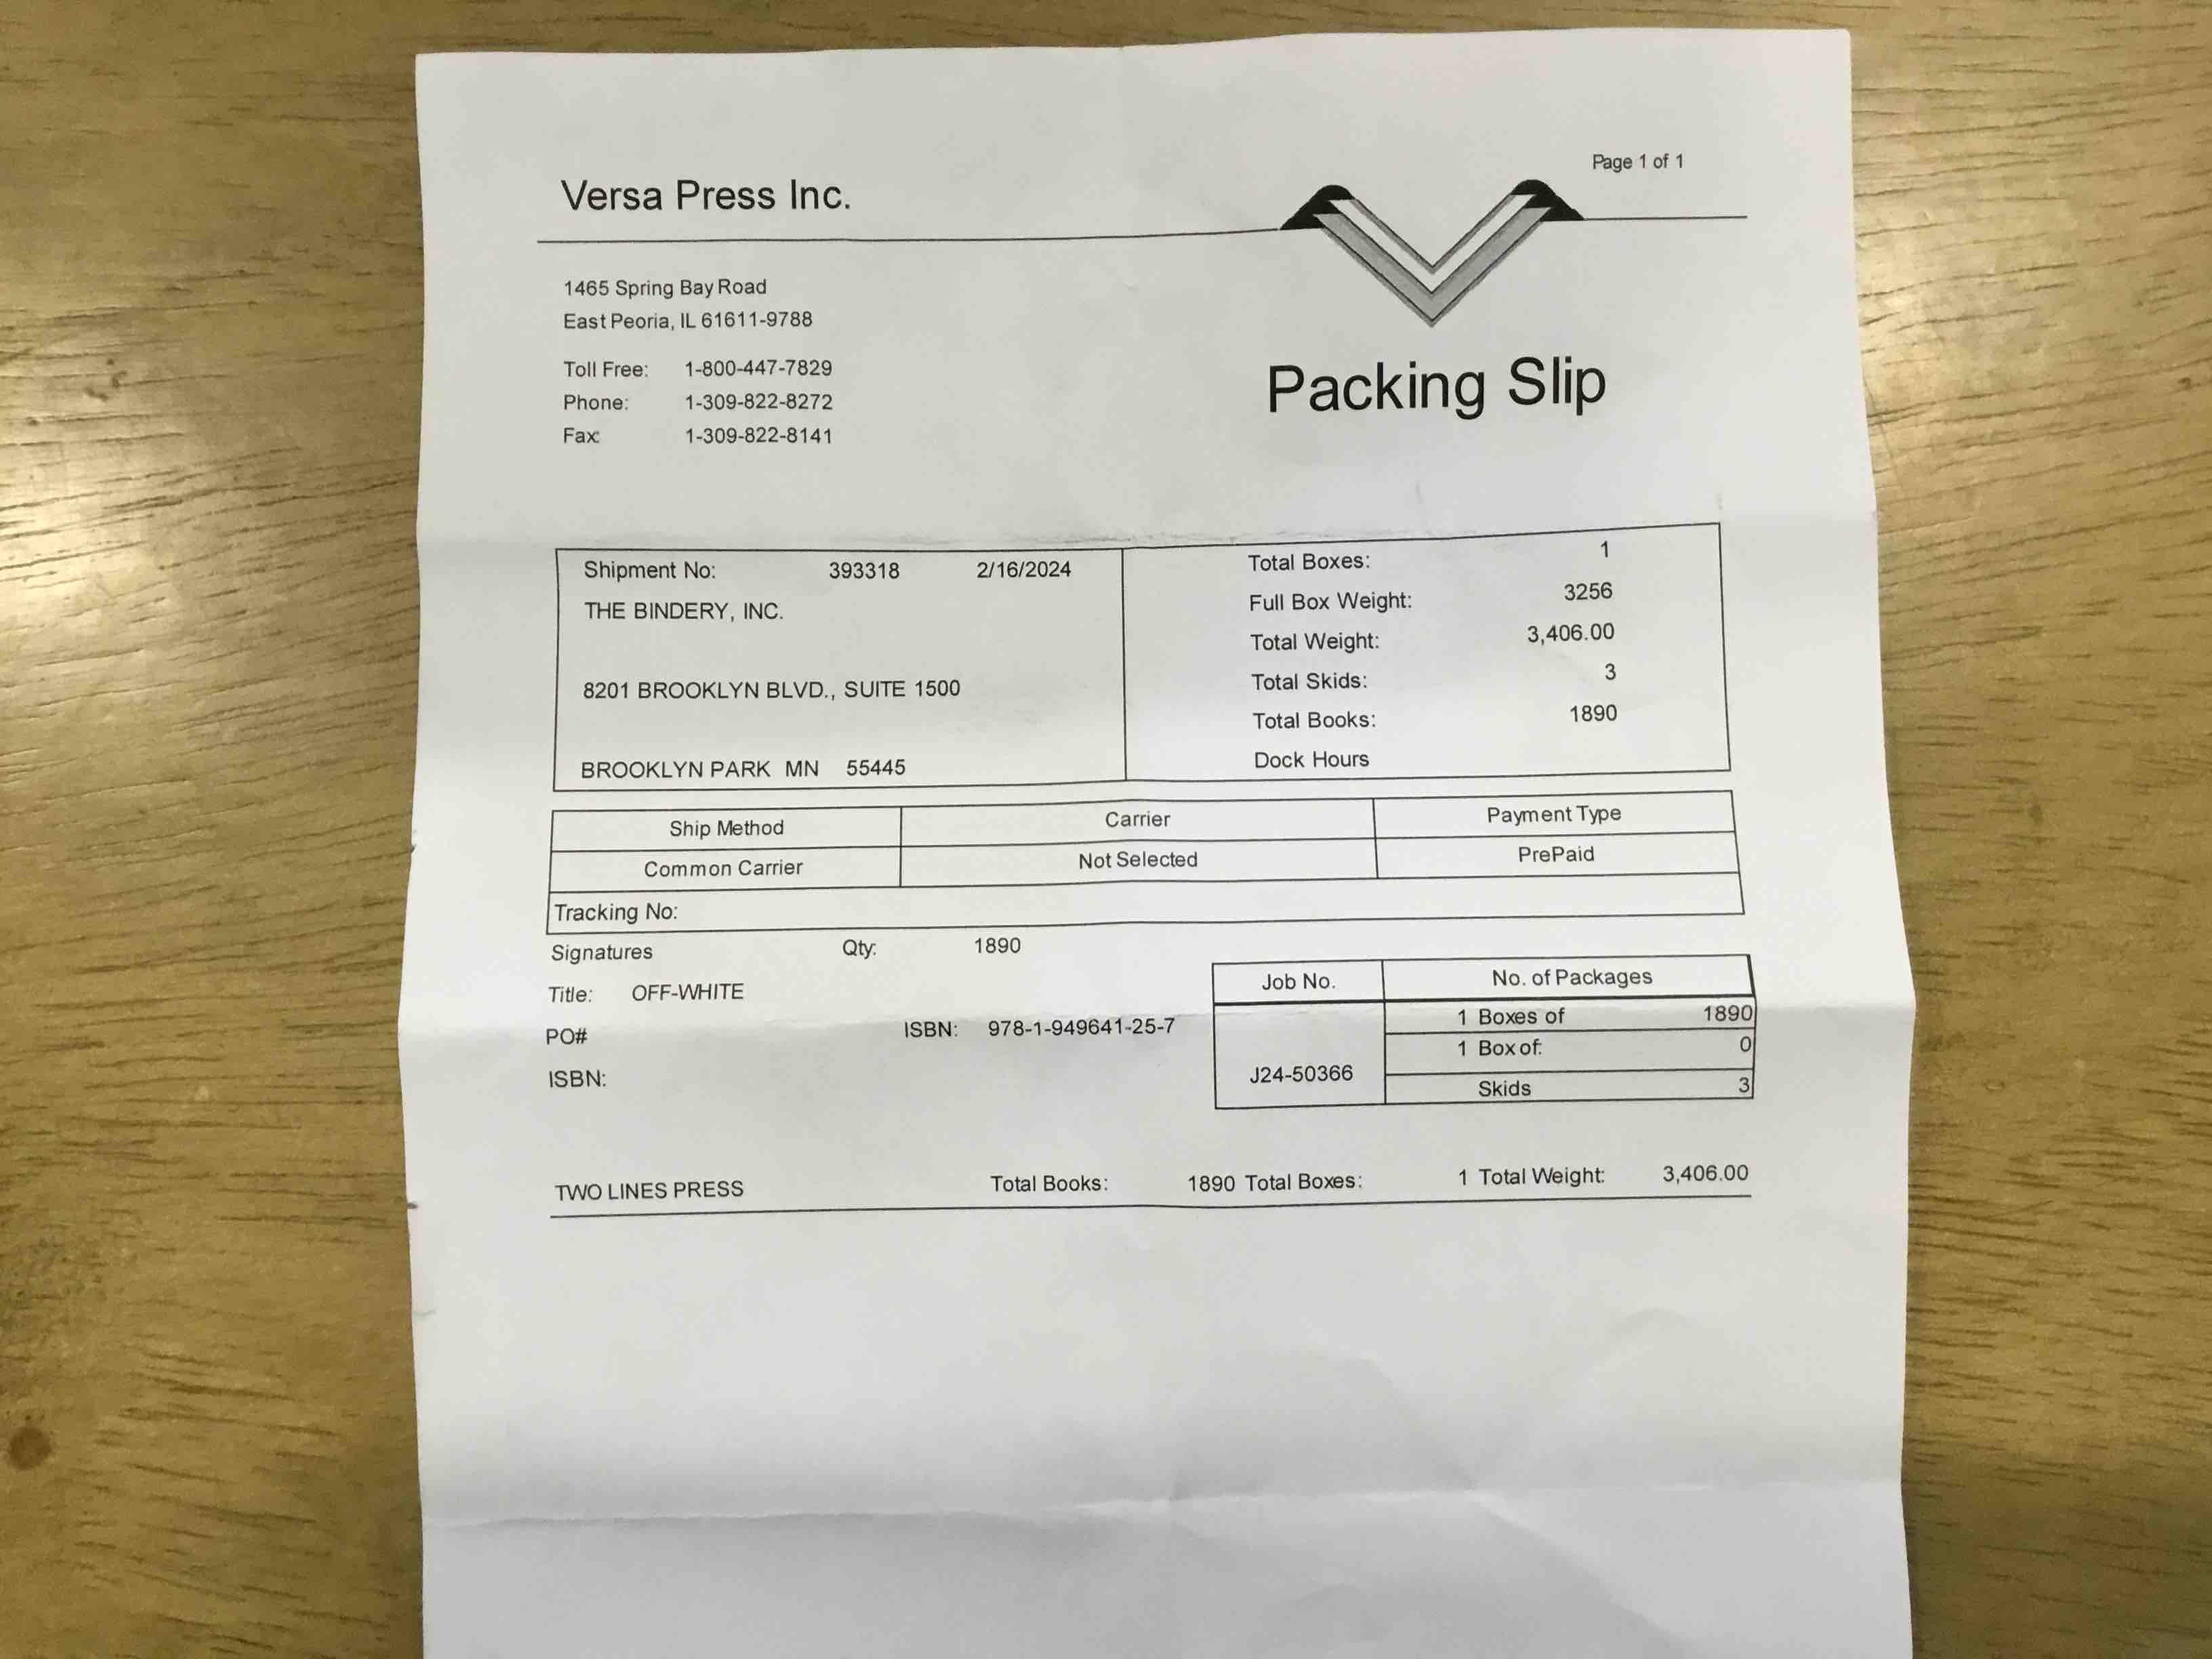 Page 1 of 1
Versa Press Inc.
1465 Spring Bay Road
East Peoria, IL 61611-9788
Toll Free: 1-800-447-7829
Phone: 1-309-822-8272
Fax: 1-309-822-8141
Packing Slip
Shipment No: 393318 2/16/2024
THE BINDERY, INC.
8201 BROOKLYN BLVD., SUITE 1500
BROOKLYN PARK MN 55445
Total Boxes: 1
Full Box Weight: 3256
Total Weight: 3,406.00
Total Skids: 3
Total Books: 1890
Dock Hours
Ship Method Carrier Payment Type
Common Carrier Not Selected PrePaid
Tracking No:
Signatures Qty: 1890
Title: OFF-WHITE
PO# ISBN: 978-1-949641-25-7
ISBN:
Job No. No. of Packages
1 Boxes of 1890
1 Box of: 0
J24-50366
Skids 3
TWO LINES PRESS Total Books: 1890 Total Boxes: 1 Total Weight: 3,406.00